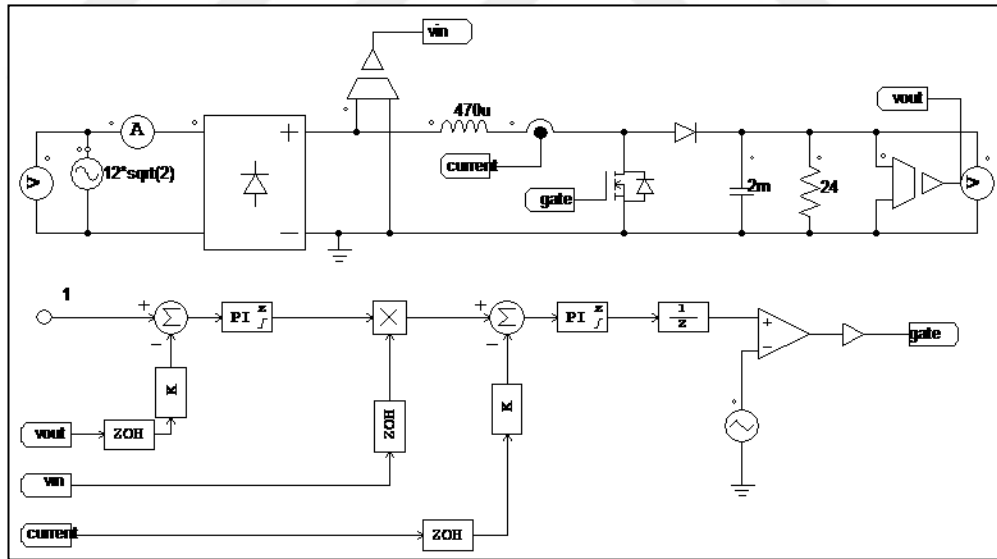 vin
470u
vout
A
V
12*sqrt(2)
current
gate
2m
24
V
1
PI z
PI z
1
z
gate
K
K
ZOH
vout
ZOH
vin
current
ZOH